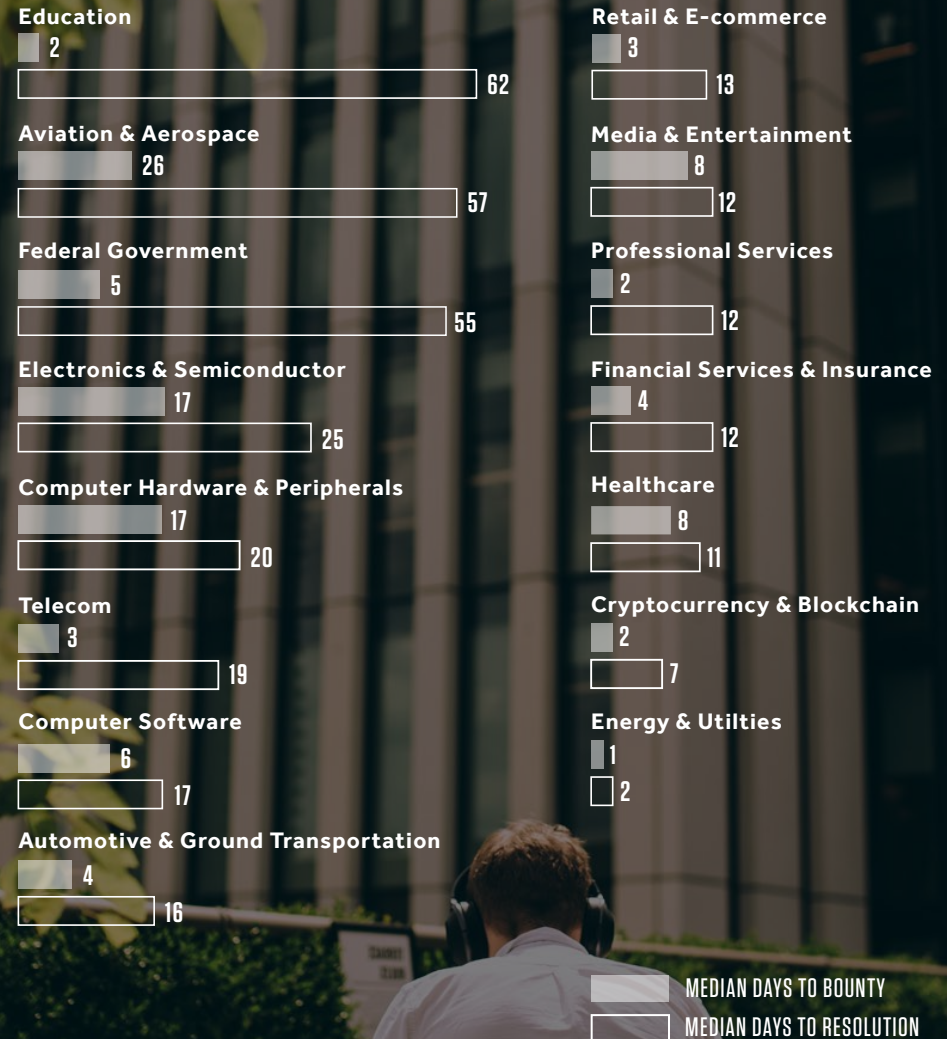 Education
2
62
Aviation & Aerospace
26
57
Federal Government
5
55
Electronics & Semiconductor
17
25
Computer Hardware & Peripherals
17
20
Telecom
3
19
Computer Software
6
17
Automotive & Ground Transportation
4
16
Retail & E-commerce
3
13
Media & Entertainment
8
12
Professional Services
2
12
Financial Services & Insurance
4
12
Healthcare
8
11
Cryptocurrency & Blockchain
2
7
Energy & Utilties
1
2
MEDIAN DAYS TO BOUNTY
MEDIAN DAYS TO RESOLUTION